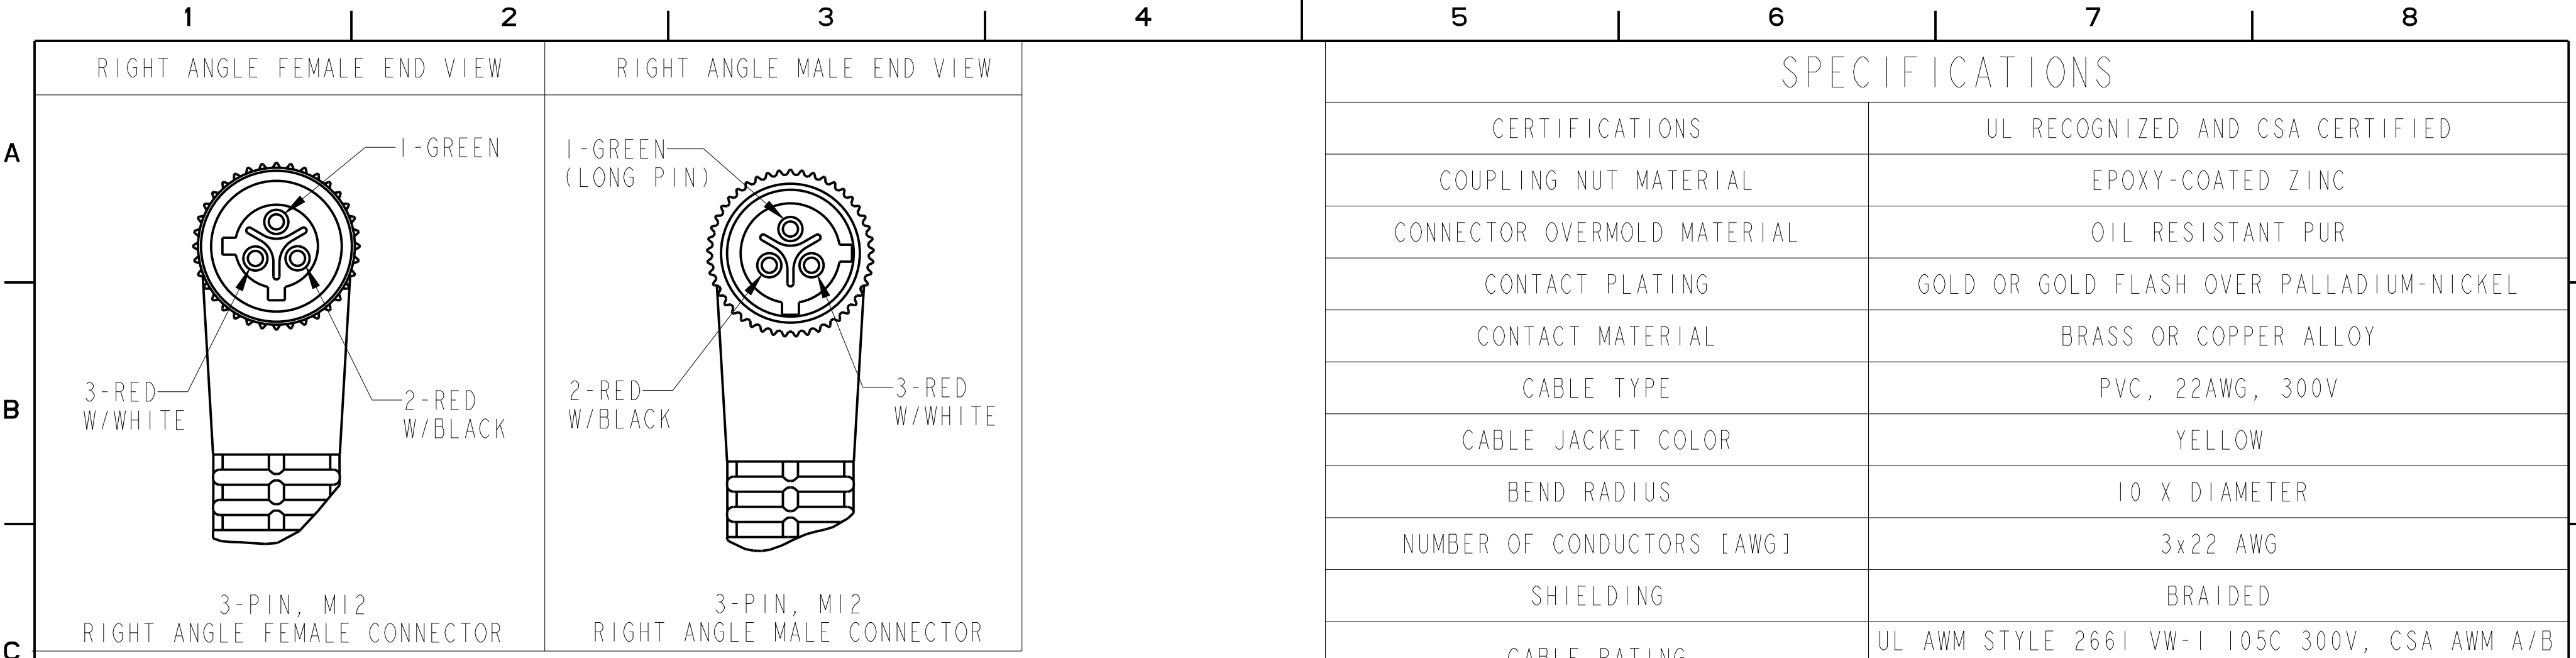 1 2 3 4 5 6 7 8
RIGHT ANGLE FEMALE END VIEW
RIGHT ANGLE MALE END VIEW
A
1-GREEN
3-RED
W/WHITE
2-RED
W/BLACK
3-PIN, M12
RIGHT ANGLE FEMALE CONNECTOR
1-GREEN
(LONG PIN)
2-RED
W/BLACK
3-RED
W/WHITE
3-PIN, M12
RIGHT ANGLE MALE CONNECTOR
B
C
SPECIFICATIONS
CERTIFICATIONS UL RECOGNIZED AND CSA CERTIFIED
COUPLING NUT MATERIAL EPOXY-COATED ZINC
CONNECTOR OVERMOLD MATERIAL OIL RESISTANT PUR
CONTACT PLATING GOLD OR GOLD FLASH OVER PALLADIUM-NICKEL
CONTACT MATERIAL BRASS OR COPPER ALLOY
CABLE TYPE PVC, 22AWG, 300V
CABLE JACKET COLOR YELLOW
BEND RADIUS 10 X DIAMETER
NUMBER OF CONDUCTORS [AWG] 3x22 AWG
SHIELDING BRAIDED
CABLE RATING UL AWM STYLE 2661 VW-1 105C 300V, CSA AWM A/B